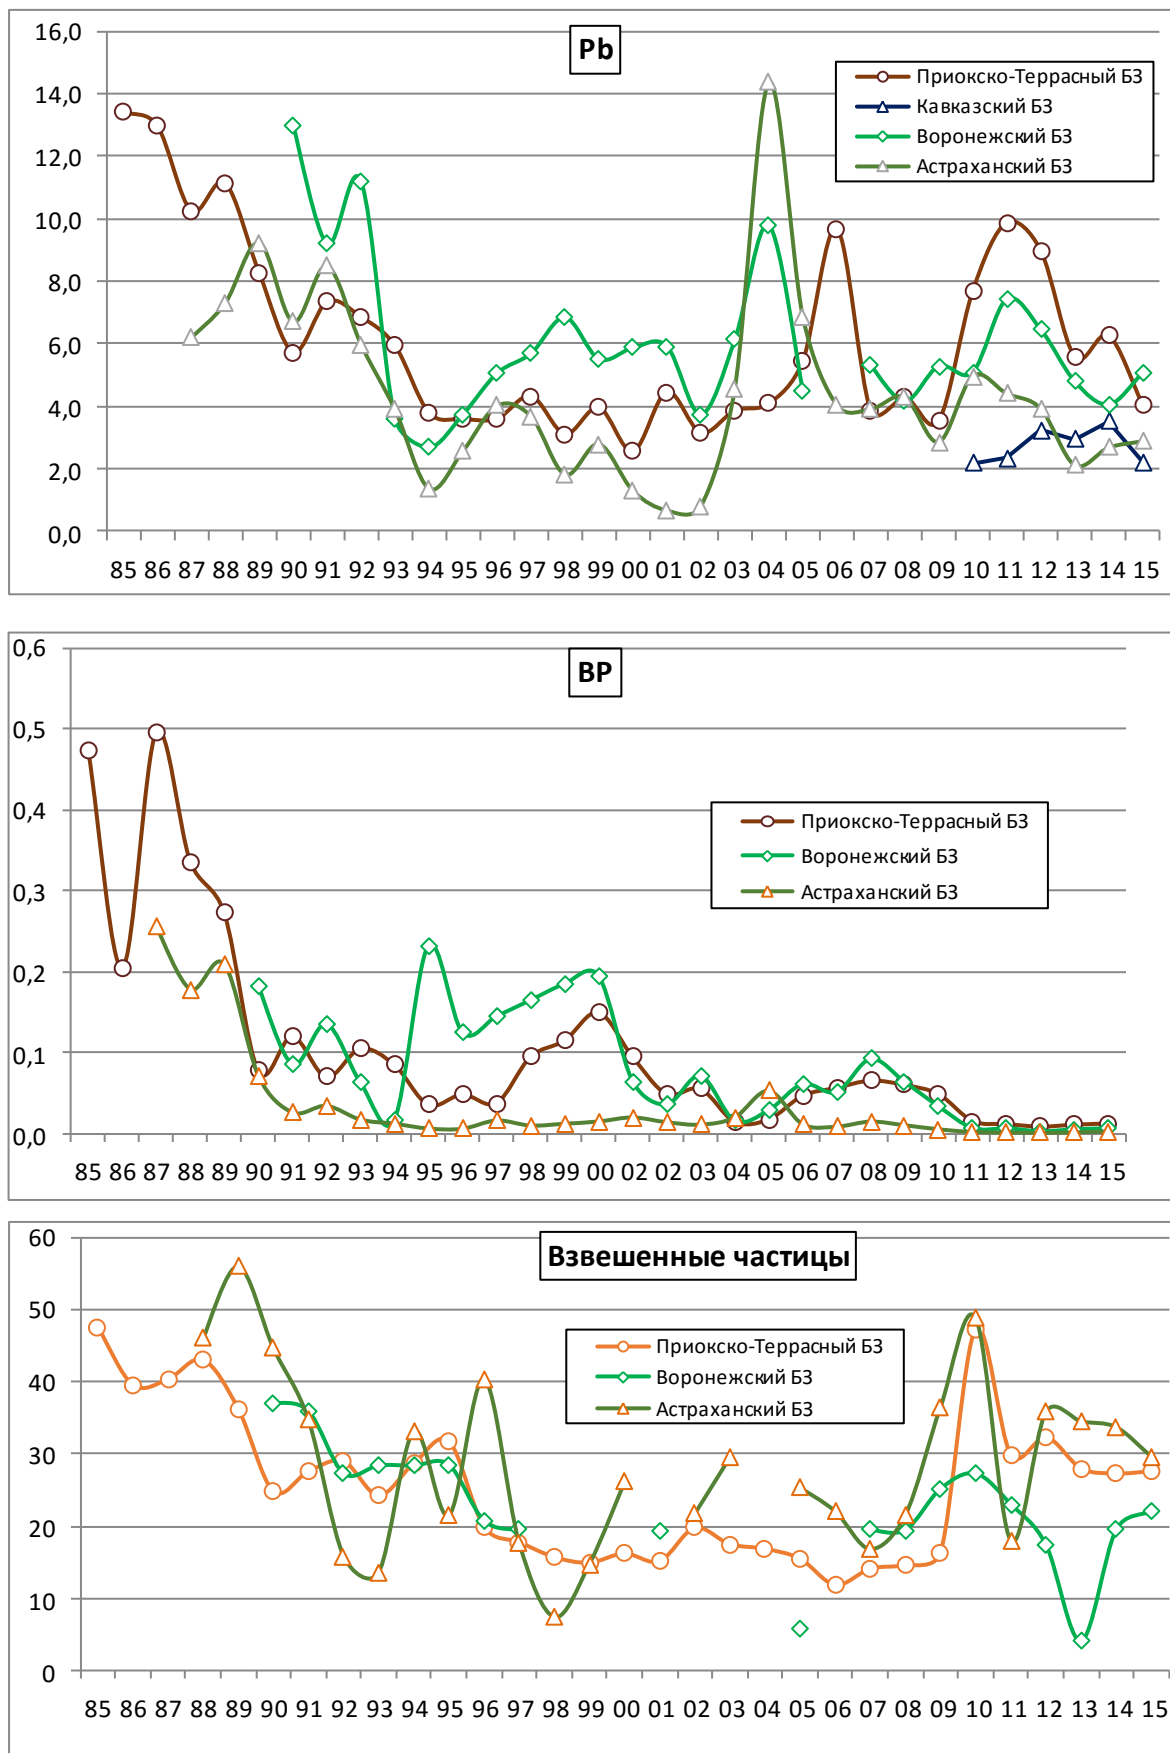 Pb
16,0
14,0
12,0
10,0
8,0
6,0
4,0
2,0
0,0
Приокско-Террасный БЗ
Кавказский БЗ
Воронежский БЗ
Астраханский БЗ
85 86 87 88 89 90 91 92 93 94 95 96 97 98 99 00 01 02 03 04 05 06 07 08 09 10 11 12 13 14 15
ВР
0,6
0,5
0,4
0,3
0,2
0,1
0,0
Приокско-Террасный БЗ
Воронежский БЗ
Астраханский БЗ
85 86 87 88 89 90 91 92 93 94 95 96 97 98 99 00 02 02 03 04 05 06 07 08 09 10 11 12 13 14 15
Взвешенные частицы
60
50
40
30
20
10
0
Приокско-Террасный БЗ
Воронежский БЗ
Астраханский БЗ
85 86 87 88 89 90 91 92 93 94 95 96 97 98 99 00 01 02 03 04 05 06 07 08 09 10 11 12 13 14 15